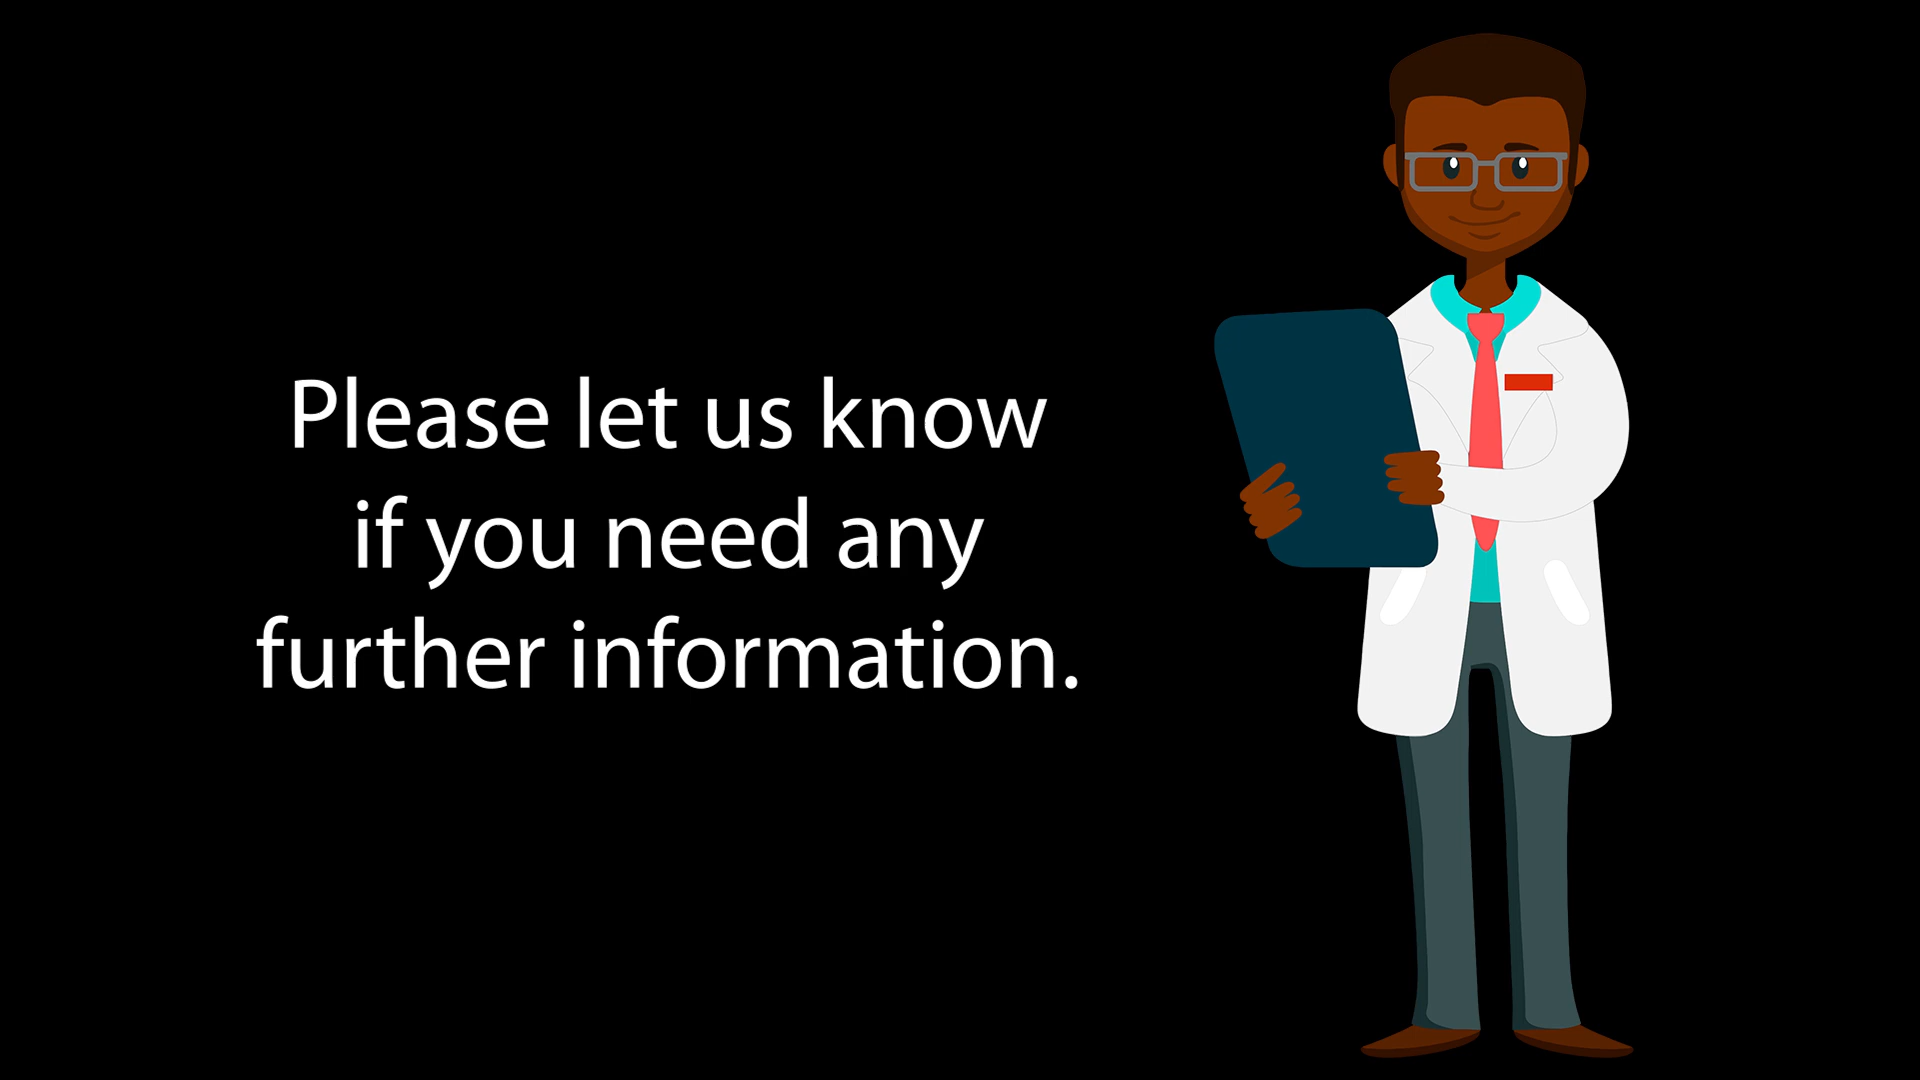 Please let us know
if you need any
further information.